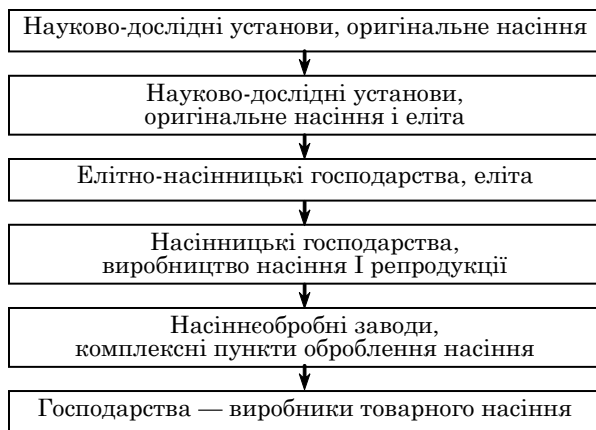 Науково-дослідні установи, оригінальне насіння
Науково-дослідні установи,
оригінальне насіння і еліта
Елітно-насінницькі господарства, еліта
Насінницькі господарства,
виробництво насіння І репродукції
Насіннєобробні заводи,
комплексні пункти оброблення насіння
Господарства — виробники товарного насіння